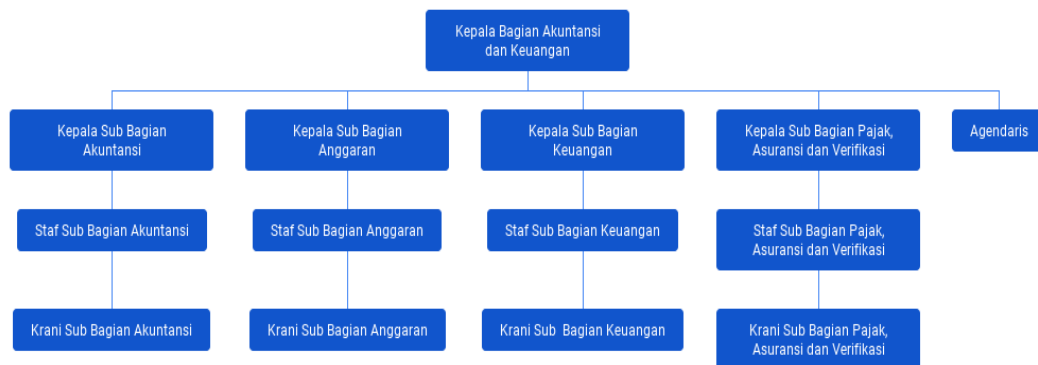 Kepala Bagian Akuntansi
dan Keuangan
Kepala Sub Bagian
Akuntansi
Kepala Sub Bagian
Anggaran
Kepala Sub Bagian
Keuangan
Kepala Sub Bagian Pajak,
Asuransi dan Verifikasi
Agendaris
Staf Sub Bagian Akuntansi
Staf Sub Bagian Anggaran
Staf Sub Bagian Keuangan
Staf Sub Bagian Pajak,
Asuransi dan Verifikasi
Krani Sub Bagian Akuntansi
Krani Sub Bagian Anggaran
Krani Sub  Bagian Keuangan
Krani Sub Bagian Pajak,
Asuransi dan Verifikasi